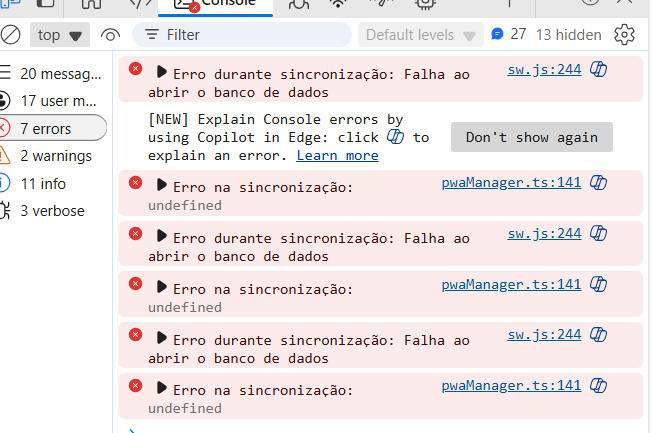 Console
top
Filter
Default levels
27
13 hidden
20 messag...
17 user m...
7 errors
2 warnings
11 info
3 verbose
Erro durante sincronização: Falha ao sw.js:244
abrir o banco de dados
[NEW] Explain Console errors by
using Copilot in Edge: click to
explain an error. Learn more
Don't show again
Erro na sincronização: pwaManager.ts:141
undefined
Erro durante sincronização: Falha ao sw.js:244
abrir o banco de dados
Erro na sincronização: pwaManager.ts:141
undefined
Erro durante sincronização: Falha ao sw.js:244
abrir o banco de dados
Erro na sincronização: pwaManager.ts:141
undefined